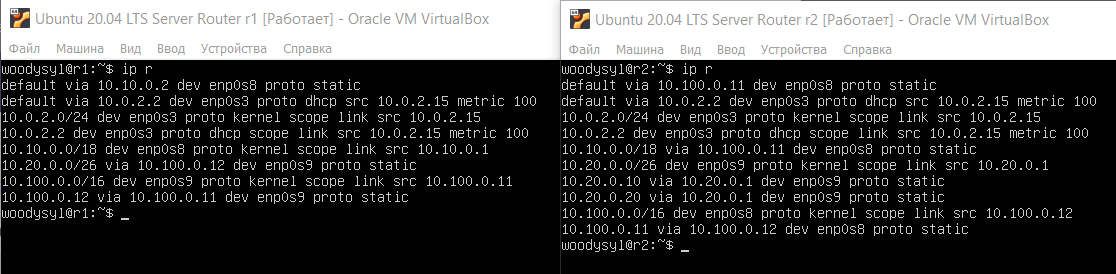 Ubuntu 20.04 LTS Server Router r1 [Работает] - Oracle VM VirtualBox
Файл Машина Вид Ввод Устройства Справка
woodysyl@r1:~$ ip r
default via 10.10.0.2 dev enp0s8 proto static
default via 10.0.2.2 dev enp0s3 proto dhcp src 10.0.2.15 metric 100
10.0.2.0/24 dev enp0s3 proto kernel scope link src 10.0.2.15
10.0.2.2 dev enp0s3 proto dhcp scope link src 10.0.2.15 metric 100
10.10.0.0/18 dev enp0s8 proto kernel scope link src 10.10.0.1
10.20.0.0/26 via 10.100.0.12 dev enp0s9 proto static
10.100.0.0/16 dev enp0s9 proto kernel scope link src 10.100.0.11
10.100.0.12 via 10.100.0.11 dev enp0s9 proto static
woodysyl@r1:~$ _
Ubuntu 20.04 LTS Server Router r2 [Работает] - Oracle VM VirtualBox
Файл Машина Вид Ввод Устройства Справка
woodysyl@r2:~$ ip r
default via 10.100.0.11 dev enp0s8 proto static
default via 10.0.2.2 dev enp0s3 proto dhcp src 10.0.2.15 metric 100
10.0.2.0/24 dev enp0s3 proto kernel scope link src 10.0.2.15
10.0.2.2 dev enp0s3 proto dhcp scope link src 10.0.2.15 metric 100
10.10.0.0/18 via 10.100.0.11 dev enp0s8 proto static
10.20.0.0/26 dev enp0s9 proto kernel scope link src 10.20.0.1
10.20.0.10 via 10.20.0.1 dev enp0s9 proto static
10.20.0.20 via 10.20.0.1 dev enp0s9 proto static
10.100.0.0/16 dev enp0s8 proto kernel scope link src 10.100.0.12
10.100.0.11 via 10.100.0.12 dev enp0s8 proto static
woodysyl@r2:~$ _